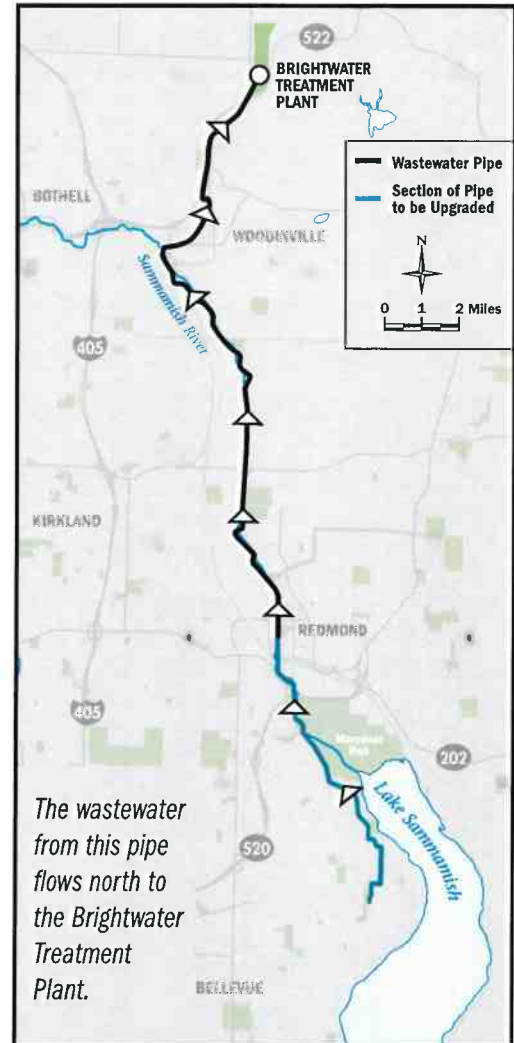 522
BRIGHTWATER
TREATMENT
PLANT
Wastewater Pipe
Section of Pipe
to be Upgraded
N
0 1 2 Miles
BOTHELL
WOODINVILLE
Sammamish River
405
KIRKLAND
REDMOND
405
Marymoor
Park
202
Lake Sammamish
520
The wastewater
from this pipe
flows north to
the Brightwater
Treatment
Plant.
BELLEVUE